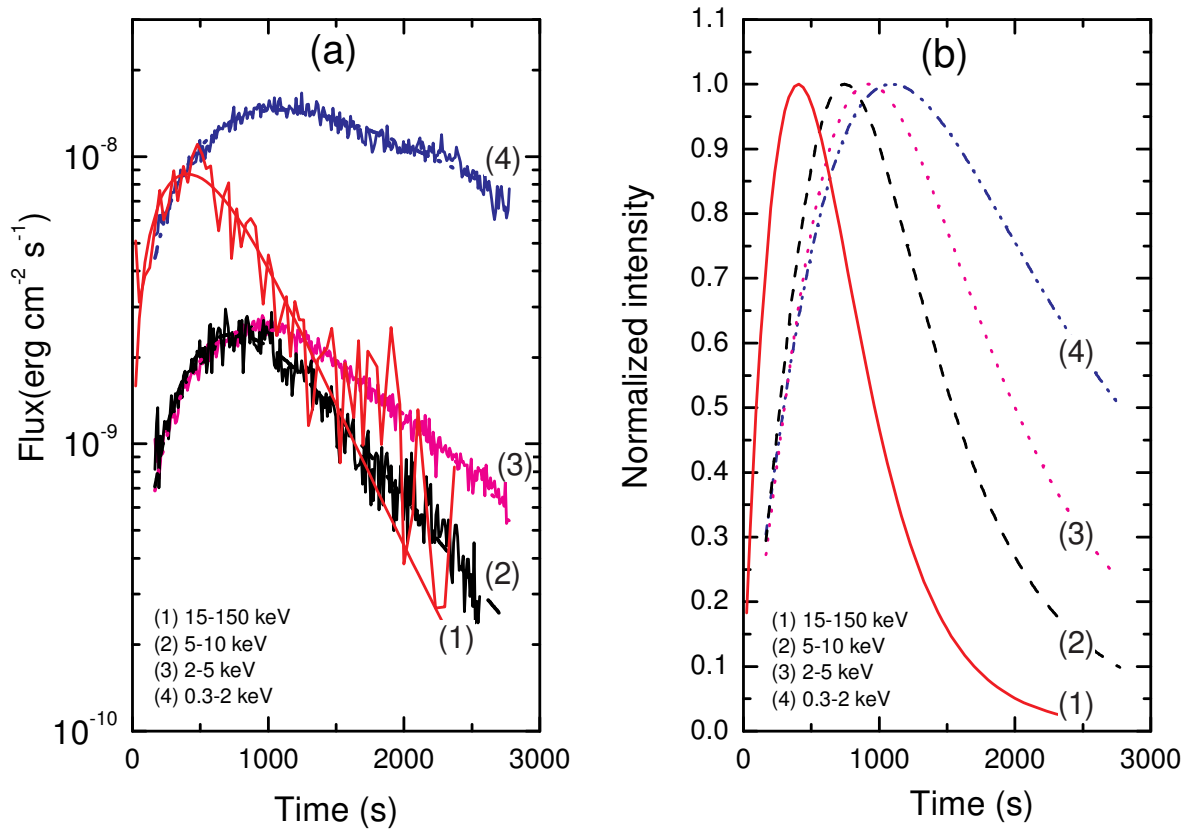 (a)
10⁻⁸
10⁻⁹
10⁻¹⁰
Flux(erg cm⁻² s⁻¹)
(4)
(3)
(2)
(1)
(1) 15-150 keV
(2) 5-10 keV
(3) 2-5 keV
(4) 0.3-2 keV
0 1000 2000 3000
Time (s)
(b)
1.1
1.0
0.9
0.8
0.7
0.6
0.5
0.4
0.3
0.2
0.1
0.0
Normalized intensity
(4)
(3)
(2)
(1)
(1) 15-150 keV
(2) 5-10 keV
(3) 2-5 keV
(4) 0.3-2 keV
0 1000 2000 3000
Time (s)